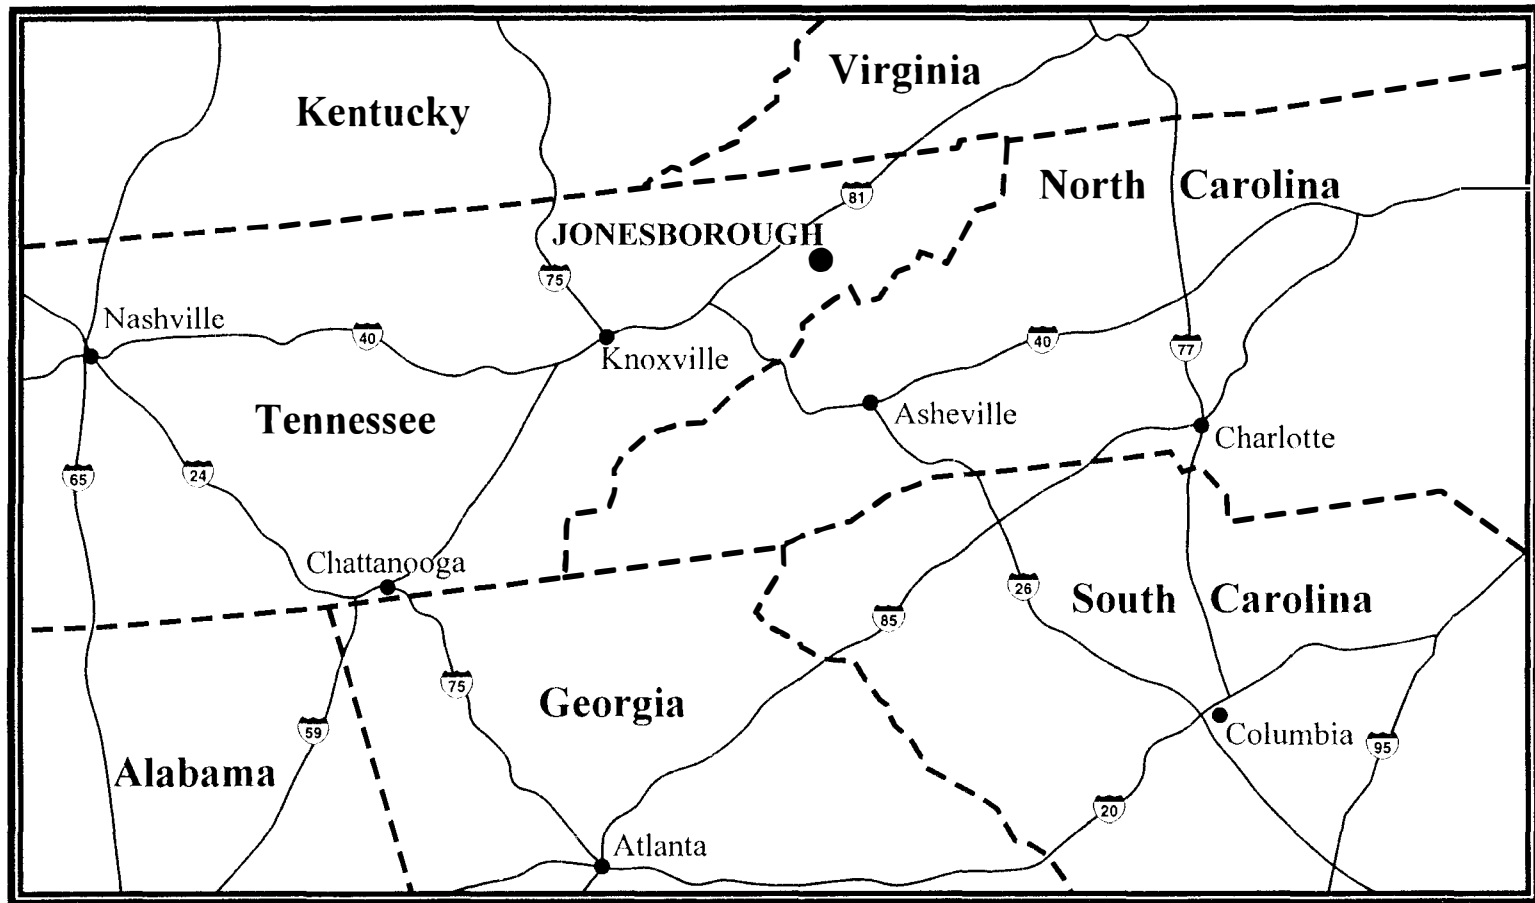 Virginia
Kentucky
North Carolina
81
JONESBOROUGH
75
Nashville
40
Knoxville
40
77
Tennessee
Asheville
Charlotte
65
24
Chattanooga
26
South Carolina
85
75
Georgia
59
Columbia
95
Alabama
20
Atlanta